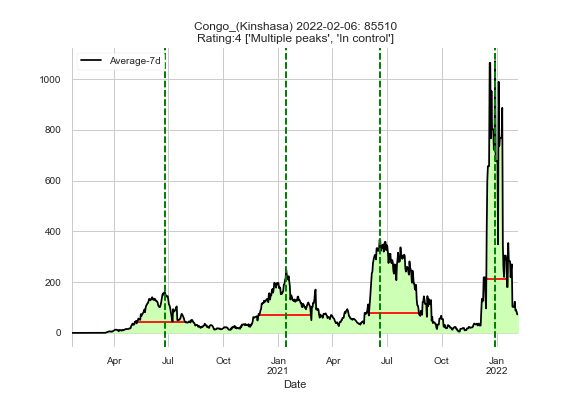 Congo_(Kinshasa) 2022-02-06: 85510
Rating:4 ['Multiple peaks', 'In control']
Average-7d
1000
800
600
400
200
0
Apr Jul Oct Jan Apr Jul Oct Jan
2021 2022
Date